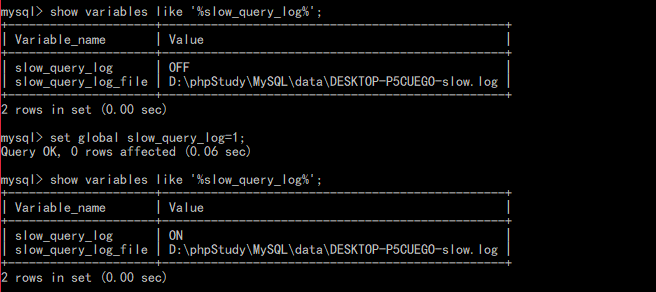 mysql> show variables like '%slow_query_log%';
+---------------------+------------------------------------------+
| Variable_name | Value |
+---------------------+------------------------------------------+
| slow_query_log | OFF
| slow_query_log_file | D:\phpStudy\MySQL\data\DESKTOP-P5CUEGO-slow.log |
+---------------------+------------------------------------------+
2 rows in set (0.00 sec)
mysql> set global slow_query_log=1;
Query OK, 0 rows affected (0.06 sec)
mysql> show variables like '%slow_query_log%';
+---------------------+------------------------------------------+
| Variable_name | Value |
+---------------------+------------------------------------------+
| slow_query_log | ON
| slow_query_log_file | D:\phpStudy\MySQL\data\DESKTOP-P5CUEGO-slow.log |
+---------------------+------------------------------------------+
2 rows in set (0.00 sec)